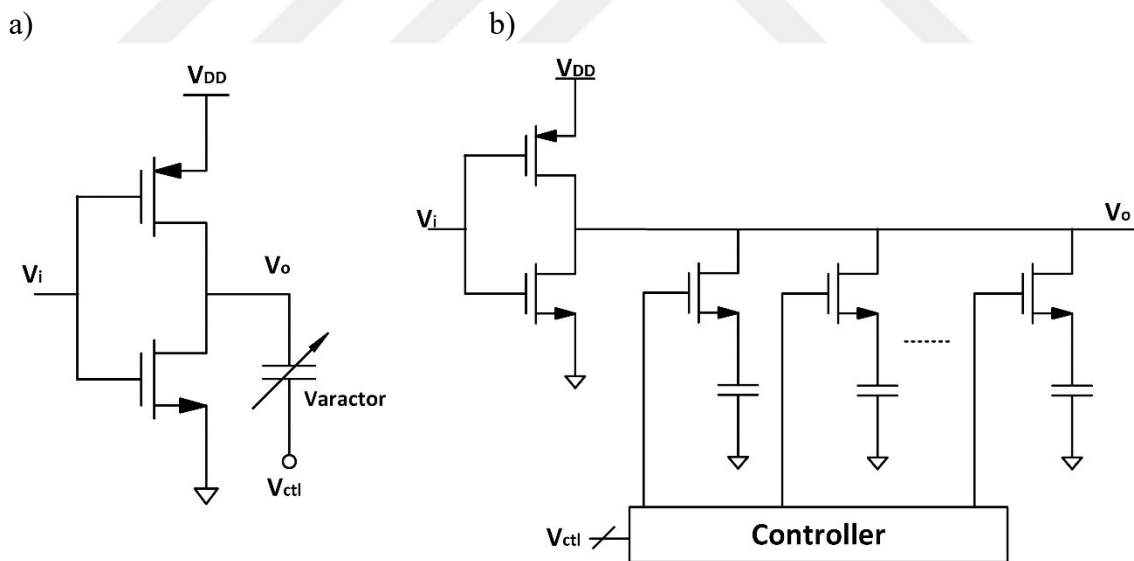 a)
b)
VDD
VDD
Vi
Vo
Varactor
Vctl
Vi
Vo
Vctl
Controller